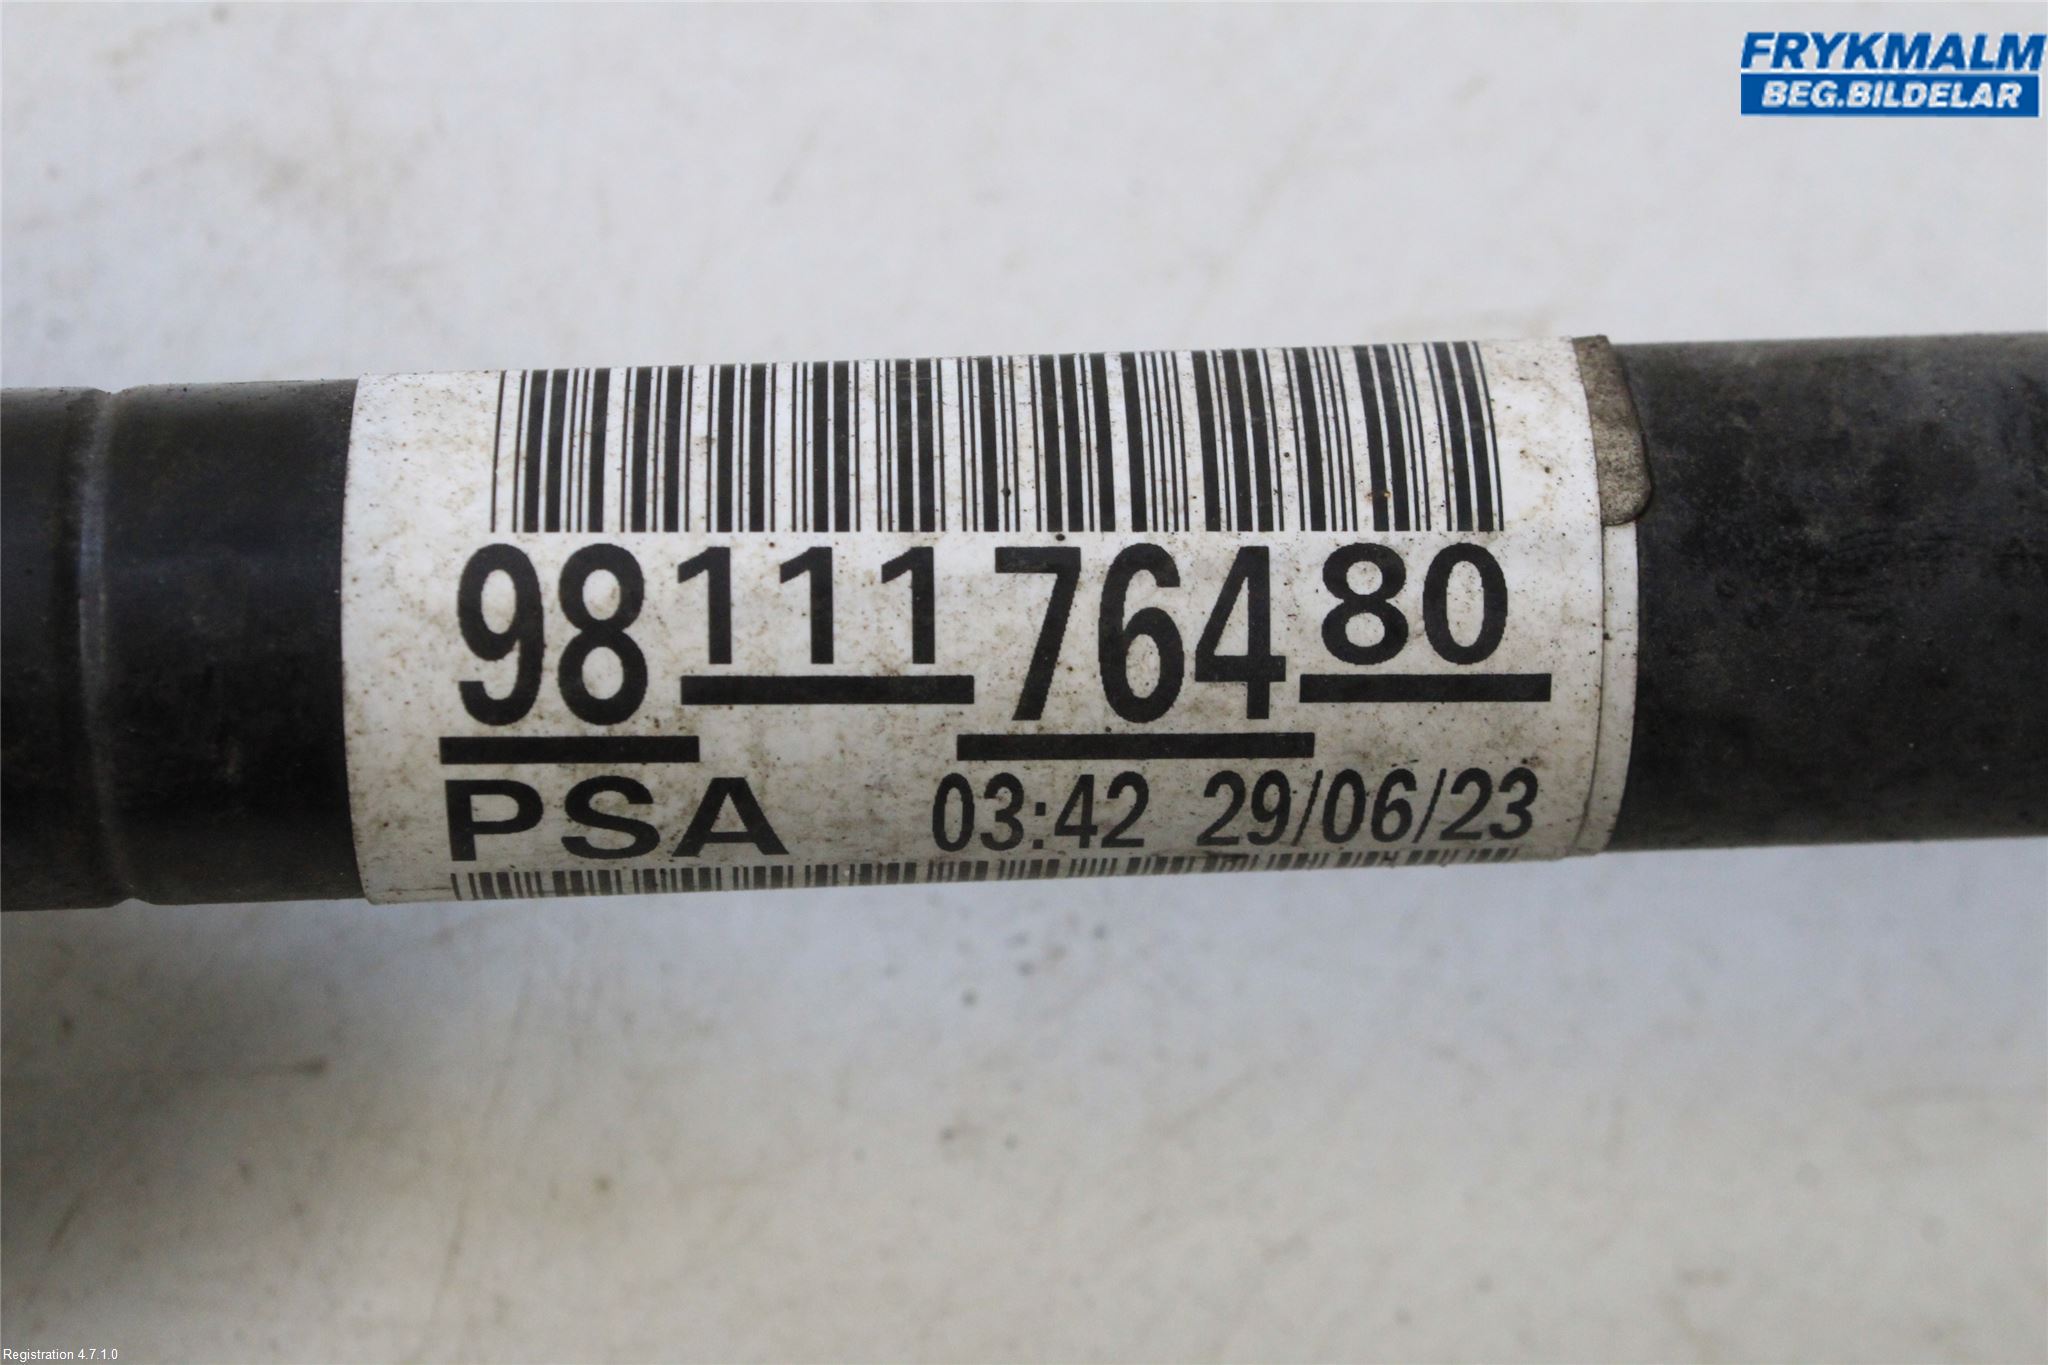 FRYKMALM
BEG.BILDELAR
9811176480
PSA 03:42 29/06/23
Registration 4.7.1.0